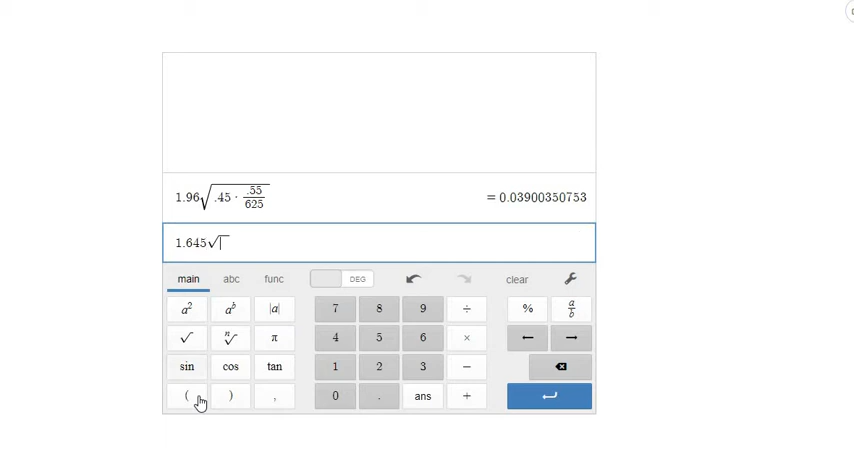 1.96√.45 · .55/625 = 0.03900350753
1.645√
main abc func DEG clear
a² aᵇ |a| 7 8 9 ÷ % a/b
√ ⁿ√ π 4 5 6 × ← →
sin cos tan 1 2 3 −
( ) , 0 . ans +